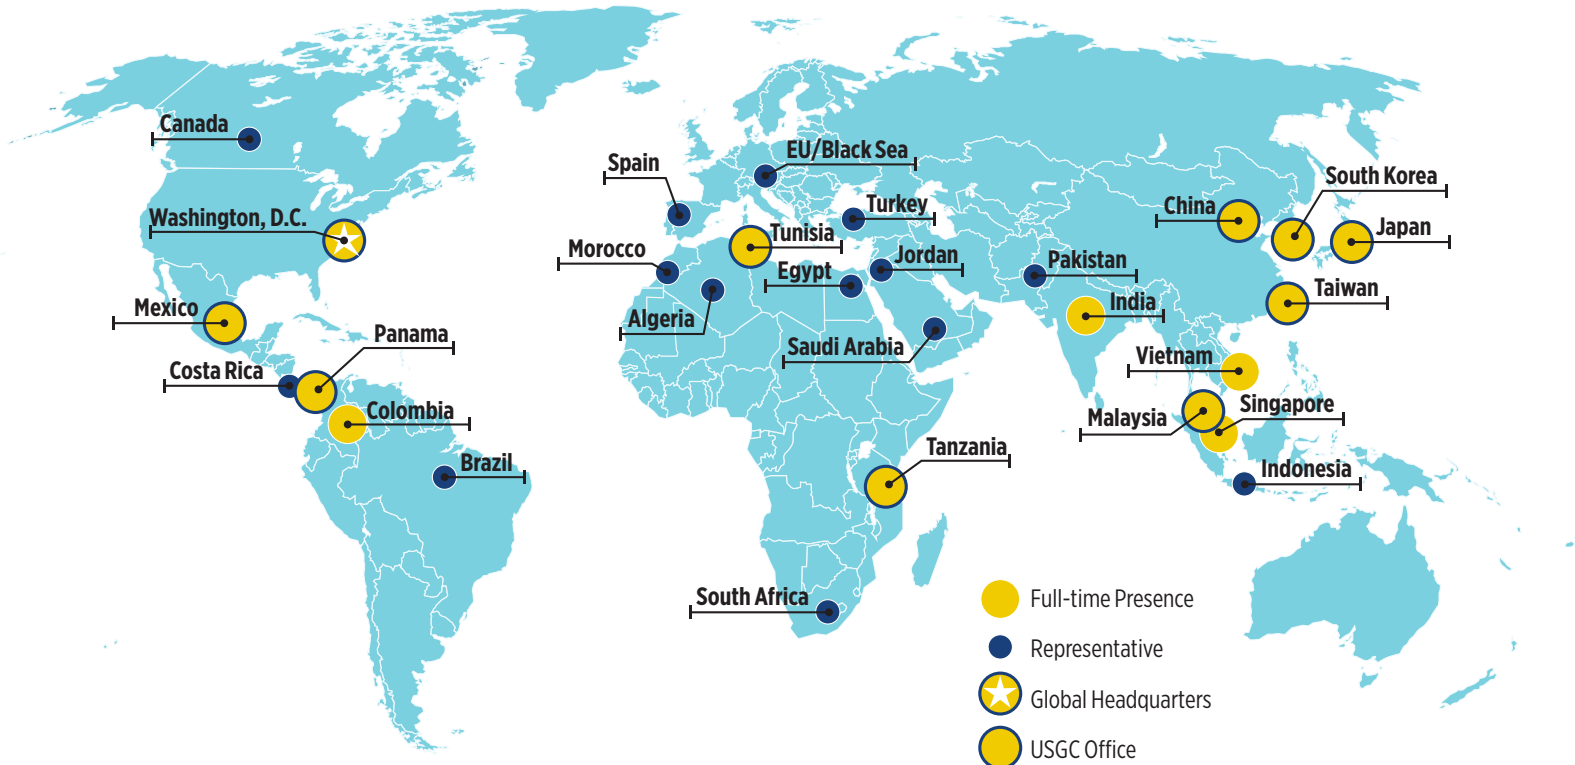 Canada
Washington, D.C.
Mexico
Panama
Costa Rica
Colombia
Brazil
Spain
EU/Black Sea
Turkey
Morocco
Tunisia
Egypt
Jordan
Algeria
Saudi Arabia
Tanzania
South Africa
South Korea
China
Japan
Pakistan
India
Taiwan
Vietnam
Malaysia
Singapore
Indonesia
Full-time Presence
Representative
Global Headquarters
USGC Office